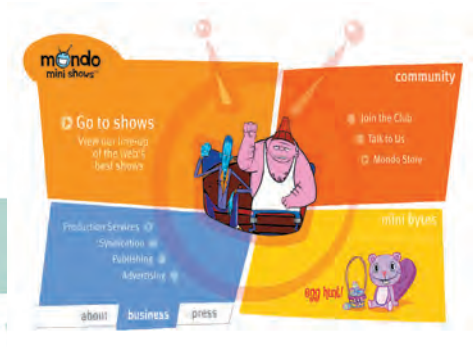 mondo
mini shows
Go to shows
View our line-up
of the web's
best shows
community
Join the Club
Talk to Us
Mondo Store
Production Services
Syndication
Publishing
Advertising
about business press
mini bytes
egg hunt!